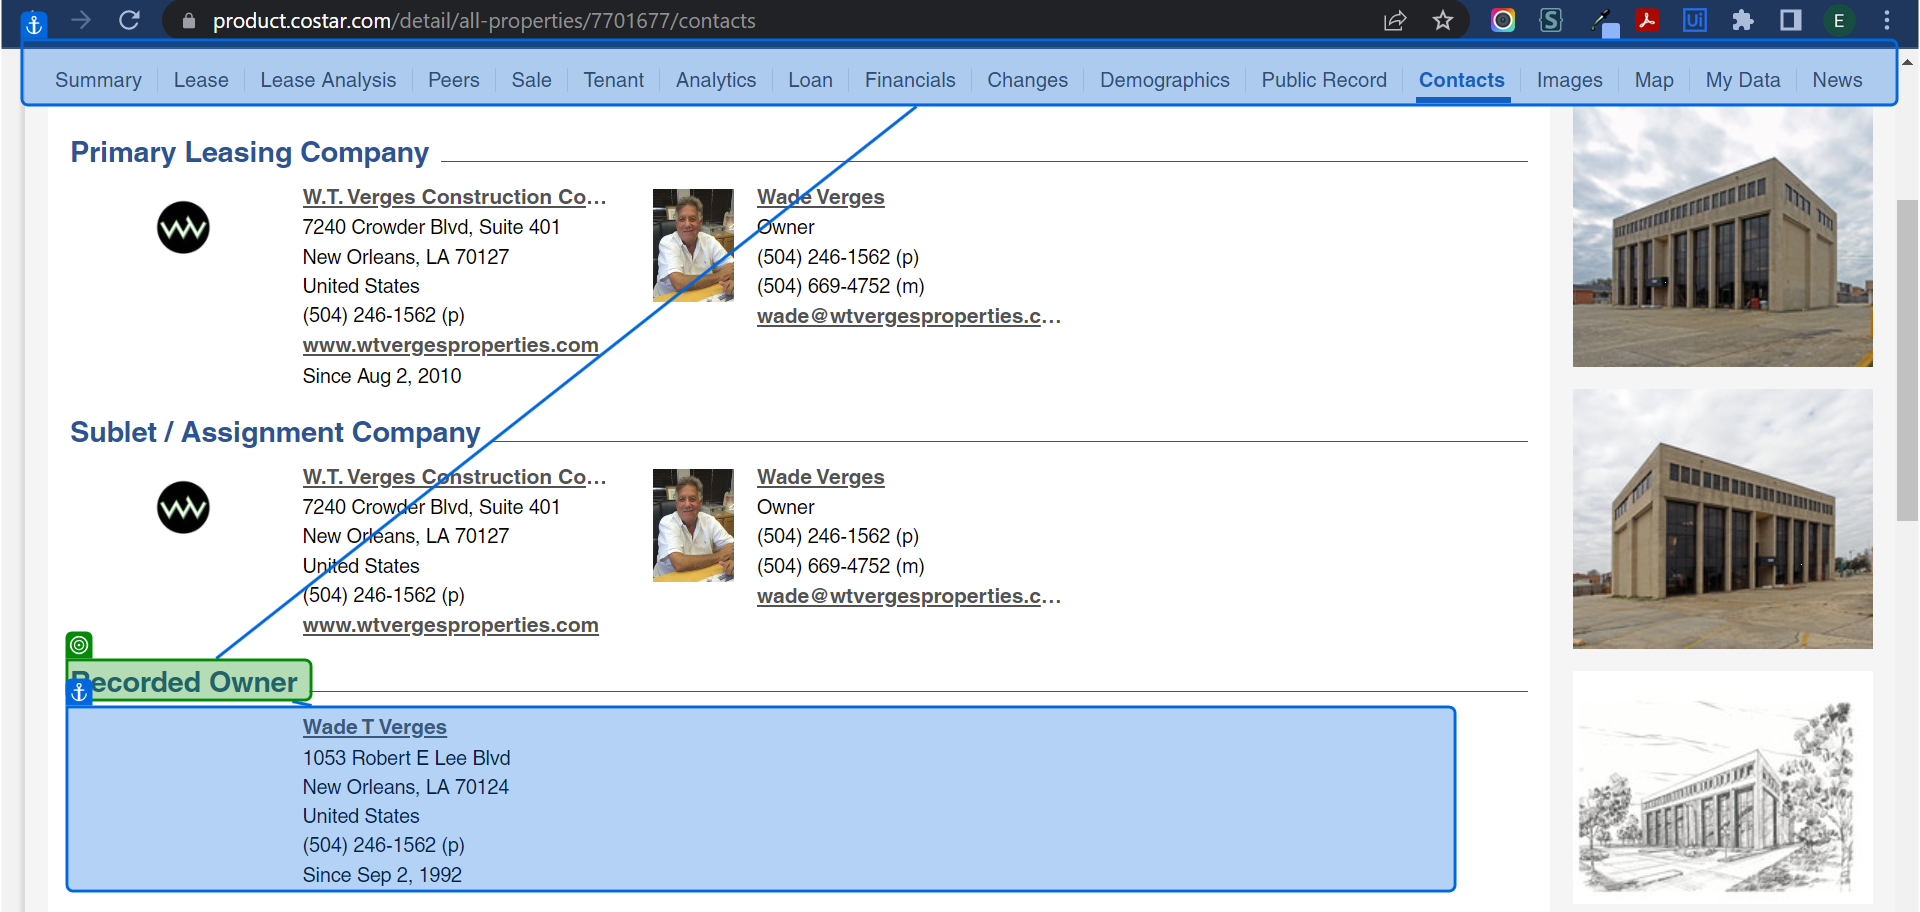 product.costar.com/detail/all-properties/7701677/contacts
E
Summary Lease Lease Analysis Peers Sale Tenant Analytics Loan Financials Changes Demographics Public Record Contacts Images Map My Data News
Primary Leasing Company
W.T. Verges Construction Co...
7240 Crowder Blvd, Suite 401
New Orleans, LA 70127
United States
(504) 246-1562 (p)
www.wtvergesproperties.com
Since Aug 2, 2010
Wade Verges
Owner
(504) 246-1562 (p)
(504) 669-4752 (m)
wade@wtvergesproperties.c...
Sublet / Assignment Company
W.T. Verges Construction Co...
7240 Crowder Blvd, Suite 401
New Orleans, LA 70127
United States
(504) 246-1562 (p)
www.wtvergesproperties.com
Wade Verges
Owner
(504) 246-1562 (p)
(504) 669-4752 (m)
wade@wtvergesproperties.c...
Recorded Owner
Wade T Verges
1053 Robert E Lee Blvd
New Orleans, LA 70124
United States
(504) 246-1562 (p)
Since Sep 2, 1992